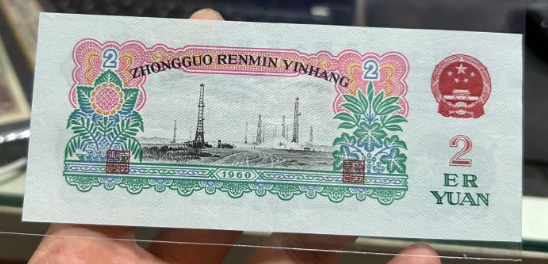 2
ZHONGGUO RENMIN YINHANG
2
1960
2
ER
YUAN